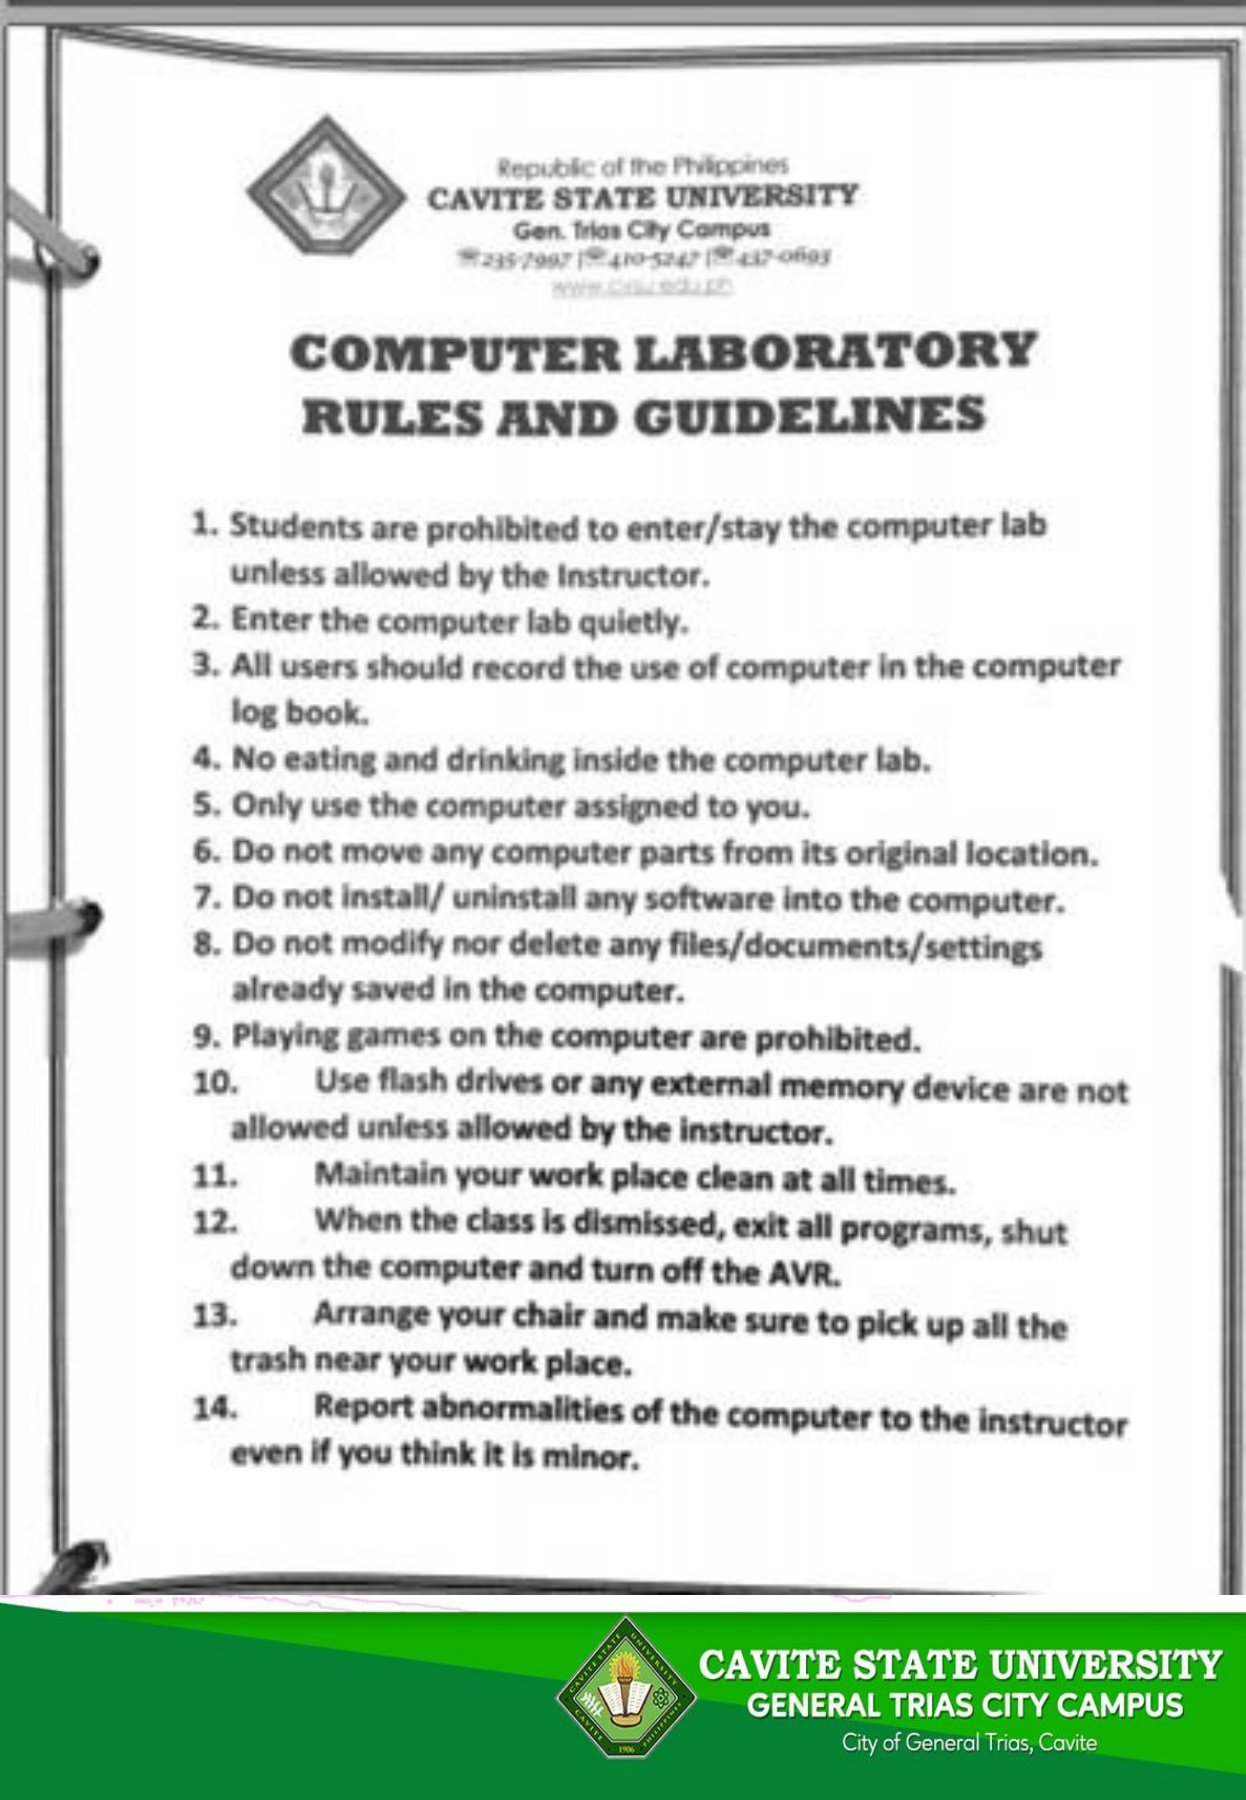 Republic of the Philippines
CAVITE STATE UNIVERSITY
Gen. Trias City Campus
☏235-7997 |☏410-5247 |☏437-0693
www.cvsu.edu.ph
COMPUTER LABORATORY
RULES AND GUIDELINES
1. Students are prohibited to enter/stay the computer lab
unless allowed by the Instructor.
2. Enter the computer lab quietly.
3. All users should record the use of computer in the computer
log book.
4. No eating and drinking inside the computer lab.
5. Only use the computer assigned to you.
6. Do not move any computer parts from its original location.
7. Do not install/ uninstall any software into the computer.
8. Do not modify nor delete any files/documents/settings
already saved in the computer.
9. Playing games on the computer are prohibited.
10. Use flash drives or any external memory device are not
allowed unless allowed by the instructor.
11. Maintain your work place clean at all times.
12. When the class is dismissed, exit all programs, shut
down the computer and turn off the AVR.
13. Arrange your chair and make sure to pick up all the
trash near your work place.
14. Report abnormalities of the computer to the instructor
even if you think it is minor.
CAVITE STATE UNIVERSITY
CAVITE PHILIPPINES
1906
CAVITE STATE UNIVERSITY
GENERAL TRIAS CITY CAMPUS
City of General Trias, Cavite